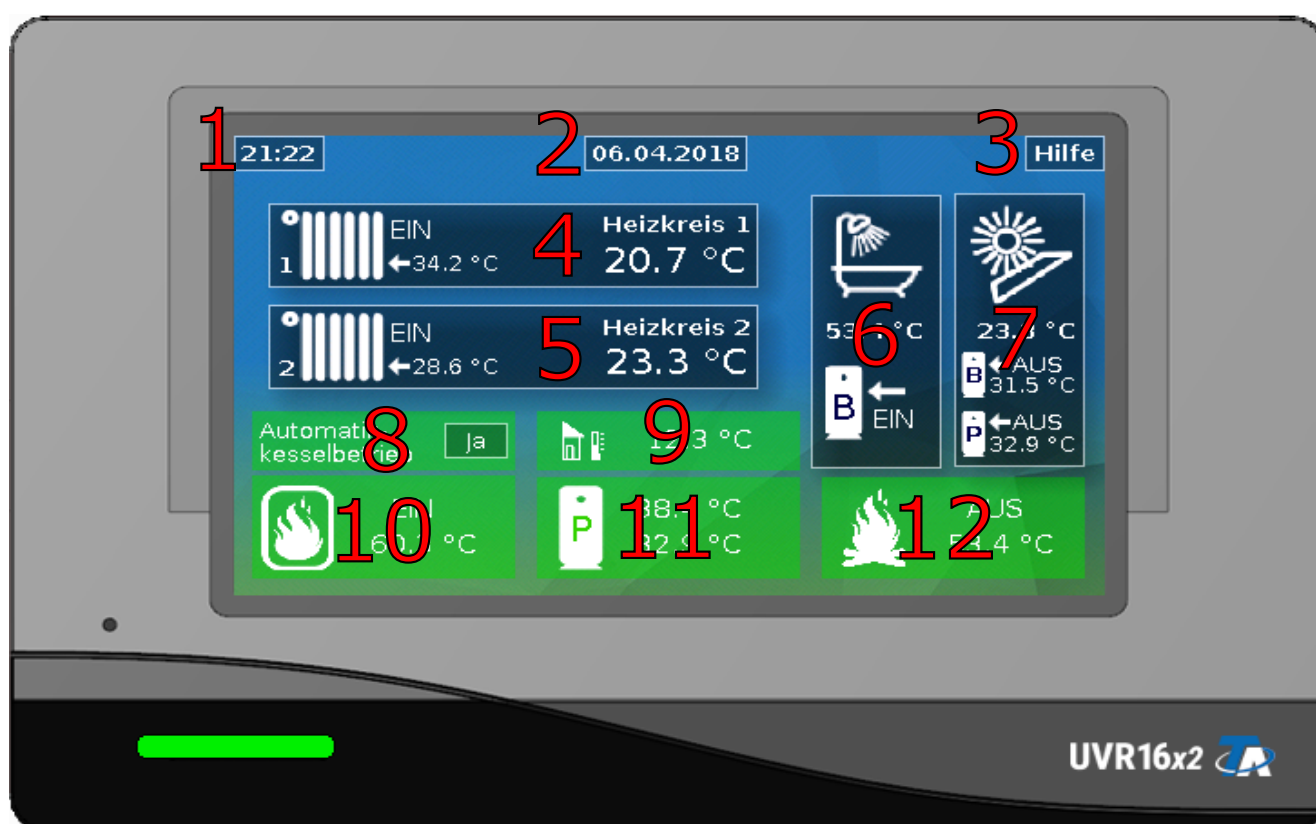 1
21:22
2
06.04.2018
3
Hilfe
1
EIN
←34.2 °C
4
Heizkreis 1
20.7 °C
2
EIN
←28.6 °C
5
Heizkreis 2
23.3 °C
6
°C
B
EIN
7
°C
B
←AUS
31.5 °C
P
←AUS
32.9 °C
8
Ja
9
°C
10
EIN
°C
P
11
°C
°C
12
AUS
°C
UVR16x2 TA